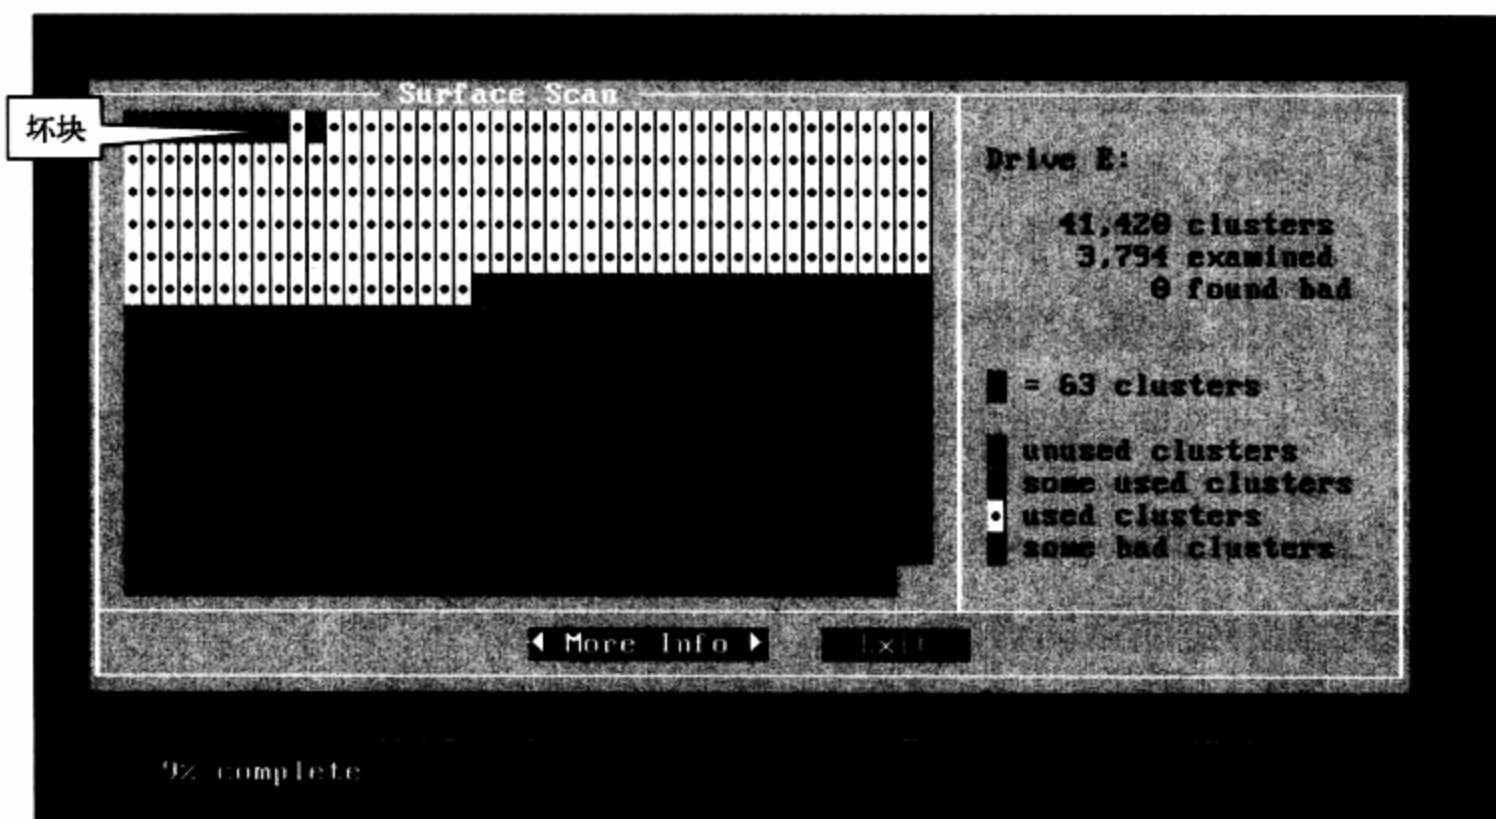 Surface Scan
坏块
Drive E:
41,420 clusters
3,794 examined
0 found bad
= 63 clusters
unused clusters
some used clusters
used clusters
some bad clusters
More Info
Exit
9% complete